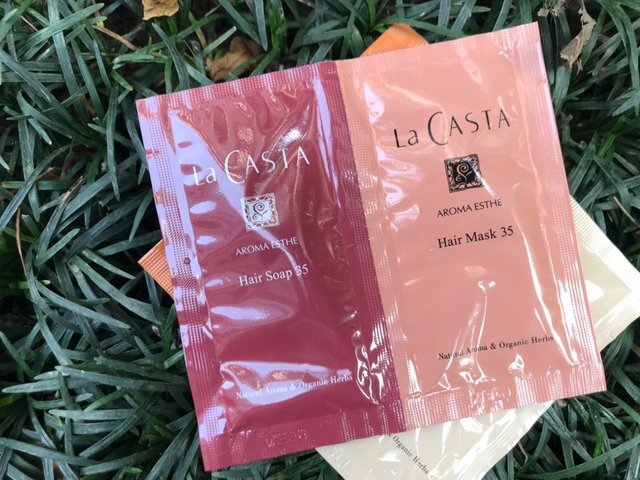 La CASTA
AROMA ESTHE
Hair Soap 35
Natural Aroma & Organic Herbs
La CASTA
AROMA ESTHE
Hair Mask 35
Natural Aroma & Organic Herbs
Organic Herbs